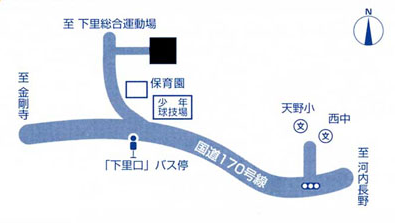 至 下里総合運動場
N
保育園
少年
球技場
至 金剛寺
天野小
西中
文
文
「下里口」バス停
国道170号線
至 河内長野